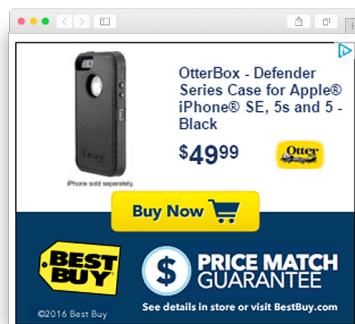 OtterBox - Defender
Series Case for Apple®
iPhone® SE, 5s and 5 -
Black
$49.99
Otter
Otter
iPhone sold separately.
Buy Now
BEST
BUY
$
PRICE MATCH
GUARANTEE
See details in store or visit BestBuy.com
©2016 Best Buy